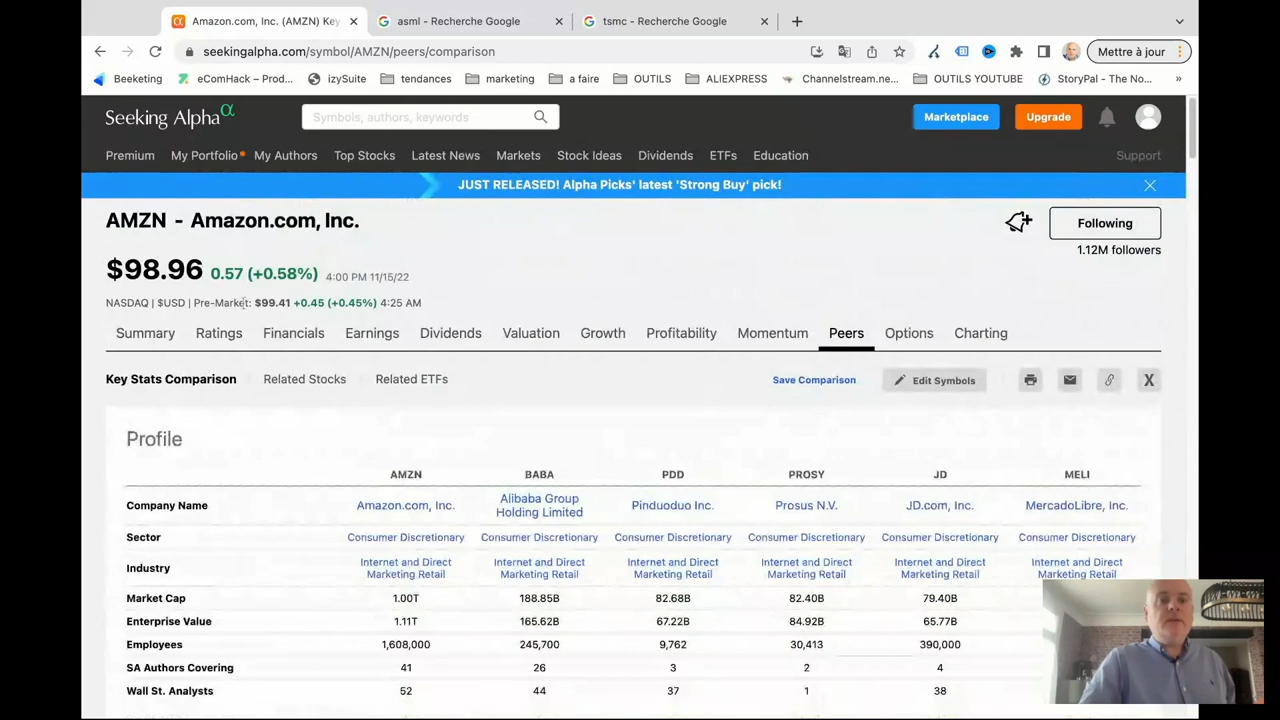 Amazon.com, Inc. (AMZN) Key
asml - Recherche Google
tsmc - Recherche Google
seekingalpha.com/symbol/AMZN/peers/comparison
Mettre à jour
Beeketing eComHack – Prod... izySuite tendances marketing a faire OUTILS ALIEXPRESS Channelstream.ne... OUTILS YOUTUBE StoryPal - The No... »
Seeking Alpha α
Symbols, authors, keywords
Marketplace
Upgrade
Premium My Portfolio My Authors Top Stocks Latest News Markets Stock Ideas Dividends ETFs Education Support
JUST RELEASED! Alpha Picks' latest 'Strong Buy' pick!
AMZN - Amazon.com, Inc.
Following
1.12M followers
$98.96 0.57 (+0.58%) 4:00 PM 11/15/22
NASDAQ | $USD | Pre-Market: $99.41 +0.45 (+0.45%) 4:25 AM
Summary Ratings Financials Earnings Dividends Valuation Growth Profitability Momentum Peers Options Charting
Key Stats Comparison Related Stocks Related ETFs Save Comparison Edit Symbols X
Profile
AMZN BABA PDD PROSY JD MELI
Company Name Amazon.com, Inc. Alibaba Group Holding Limited Pinduoduo Inc. Prosus N.V. JD.com, Inc. MercadoLibre, Inc.
Sector Consumer Discretionary Consumer Discretionary Consumer Discretionary Consumer Discretionary Consumer Discretionary Consumer Discretionary
Industry Internet and Direct Marketing Retail Internet and Direct Marketing Retail Internet and Direct Marketing Retail Internet and Direct Marketing Retail Internet and Direct Marketing Retail Internet and Direct Marketing Retail
Market Cap 1.00T 188.85B 82.68B 82.40B 79.40B
Enterprise Value 1.11T 165.62B 67.22B 84.92B 65.77B
Employees 1,608,000 245,700 9,762 30,413 390,000
SA Authors Covering 41 26 3 2 4
Wall St. Analysts 52 44 37 1 38